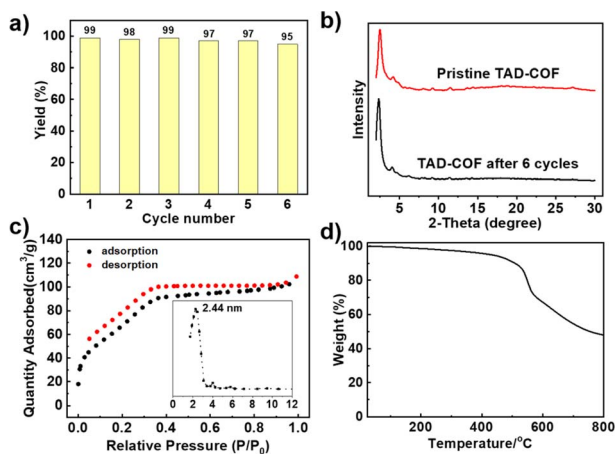 a)
99 98 99 97 97 95
Yield (%)
100
80
60
40
20
0
1 2 3 4 5 6
Cycle number
b)
Intensity
Pristine TAD-COF
TAD-COF after 6 cycles
5 10 15 20 25 30
2-Theta (degree)
c)
Quantity Adsorbed(cm³/g)
140
120
100
80
60
40
20
0
adsorption
desorption
2.44 nm
0 2 4 6 8 10 12
0.0 0.2 0.4 0.6 0.8 1.0
Relative Pressure (P/P₀)
d)
Weight (%)
100
80
60
40
20
0
200 400 600 800
Temperature/°C